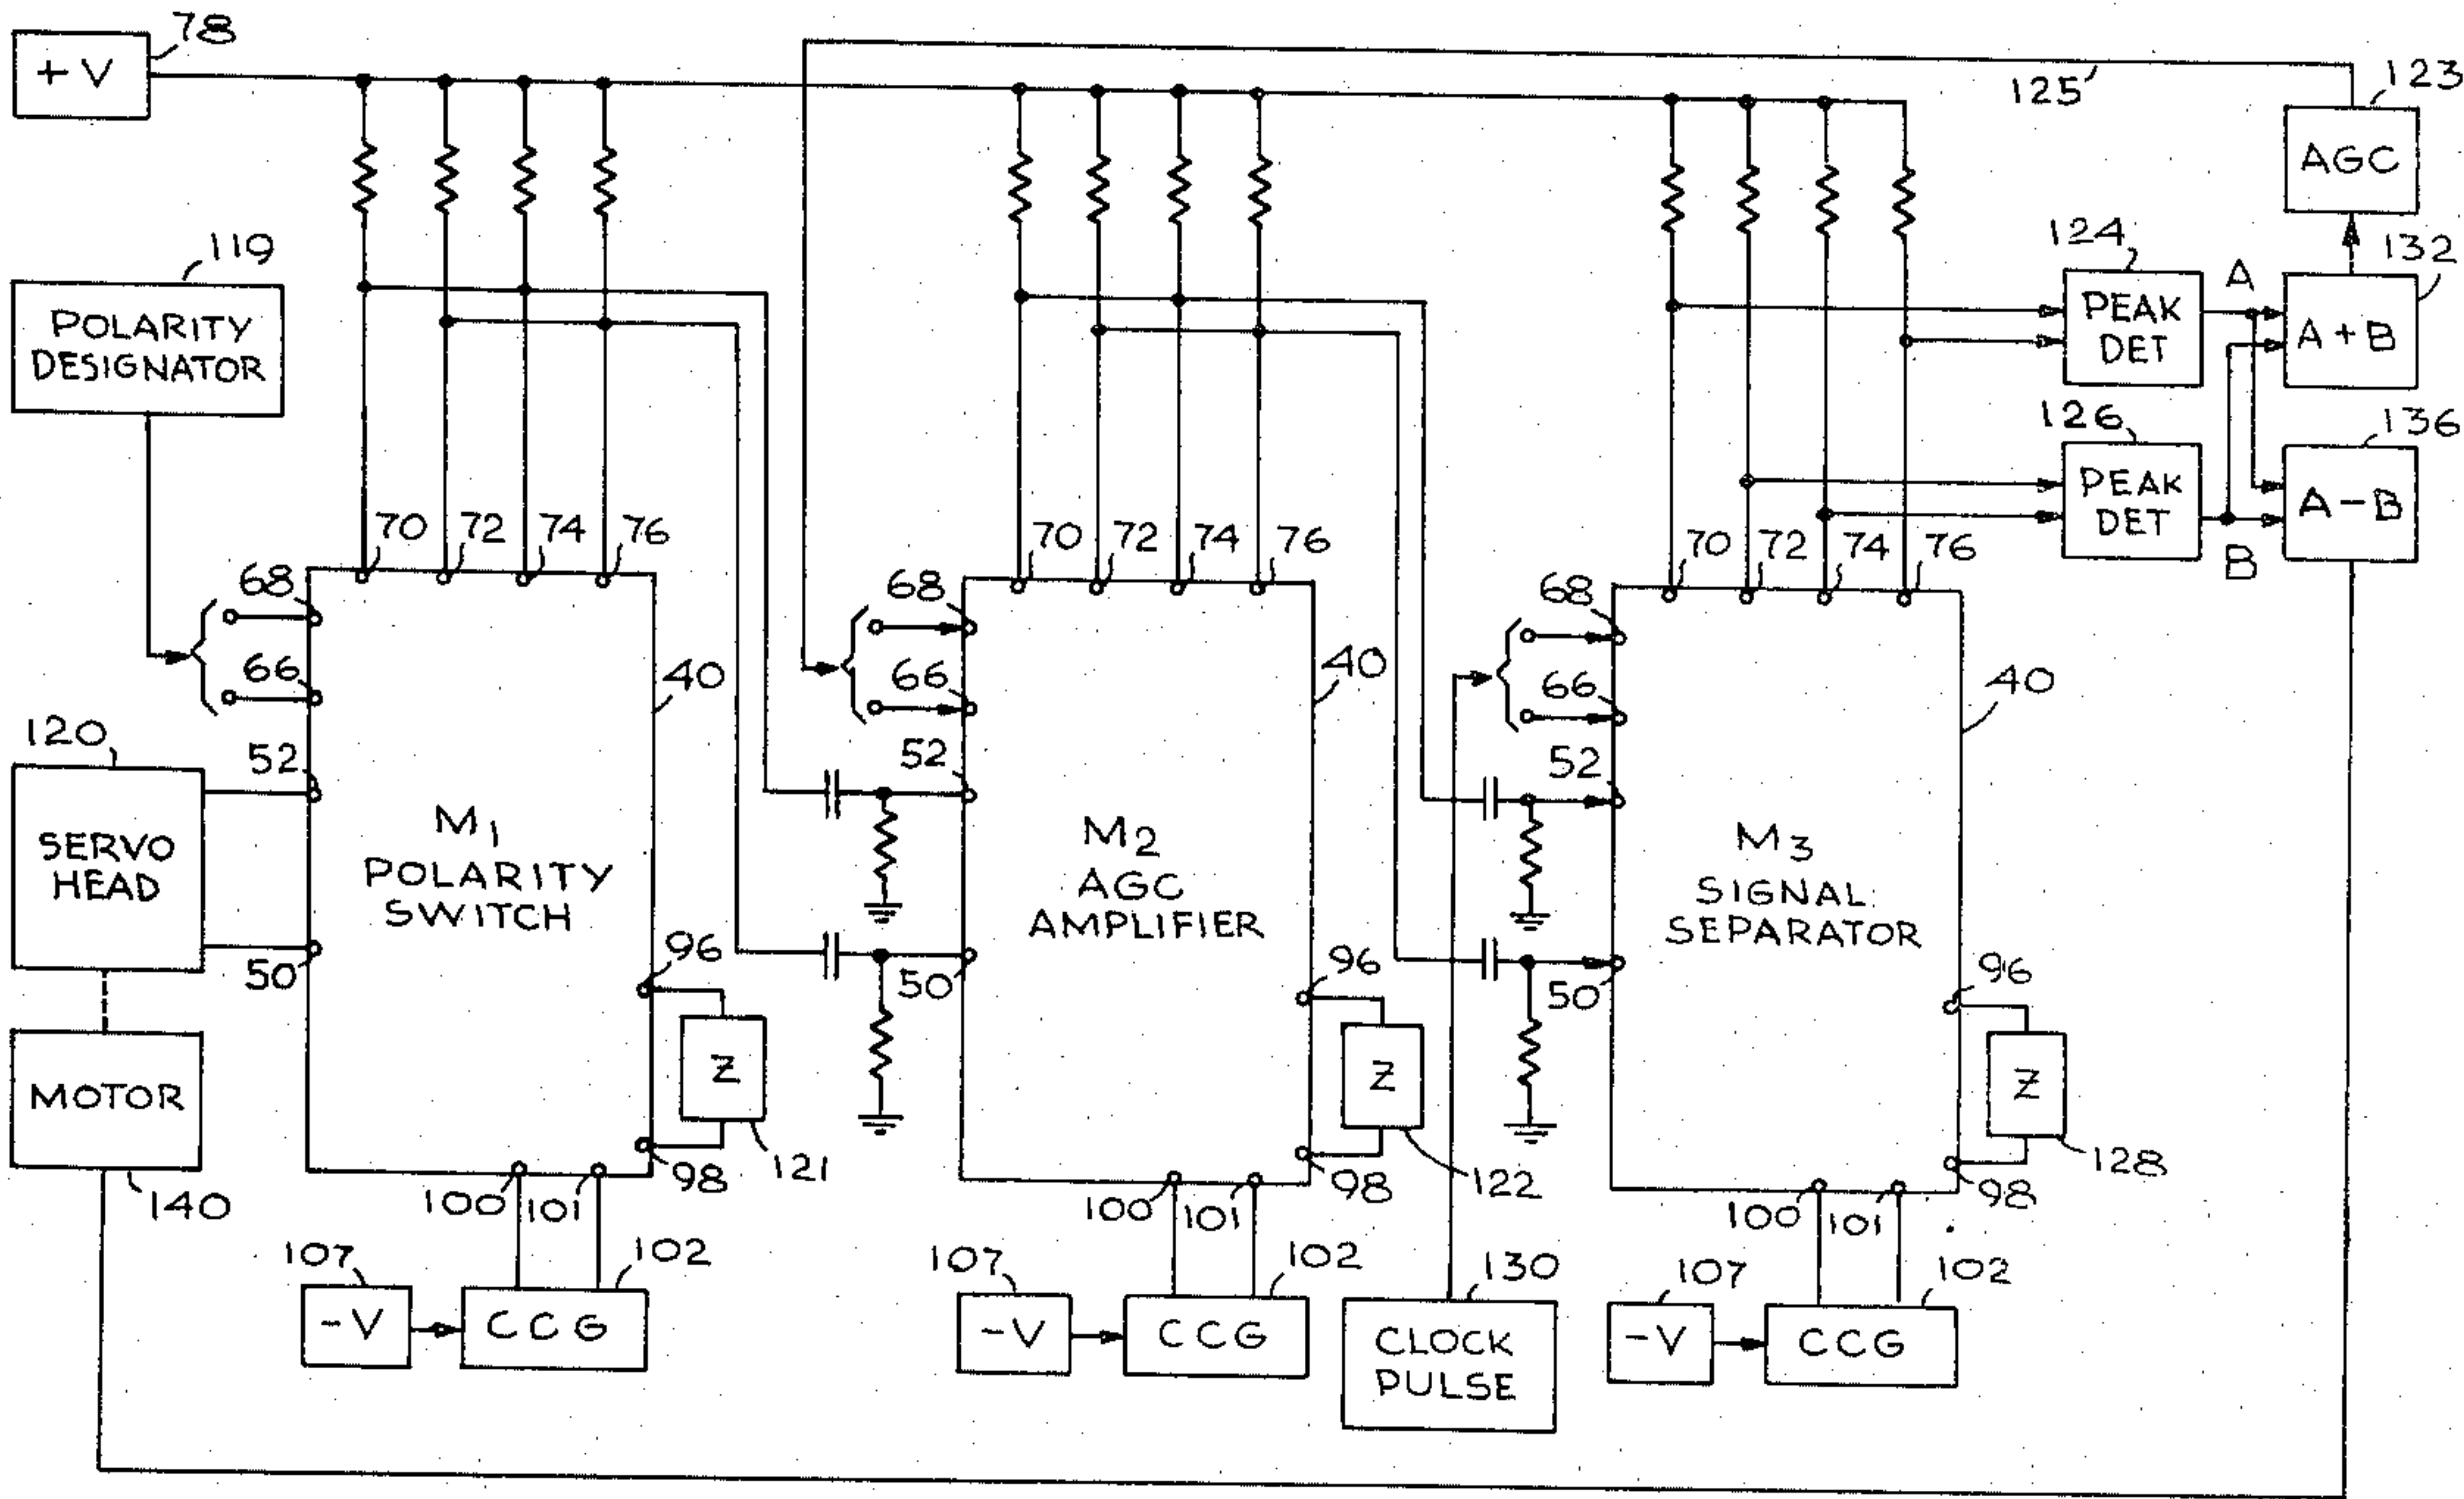 78
+ V
125
123
AGC
119
POLARITY
DESIGNATOR
124
PEAK
DET
A
132
A + B
126
PEAK
DET
B
136
A - B
70
72
74
76
70
72
74
76
70
72
74
76
68
66
52
50
40
68
66
52
50
40
68
66
52
50
40
120
SERVO
HEAD
M1
POLARITY
SWITCH
M2
AGC
AMPLIFIER
M3
SIGNAL
SEPARATOR
MOTOR
140
96
Z
98
121
96
Z
98
122
96
Z
98
128
100
101
100
101
100
101
107
-V
102
CCG
107
-V
102
CCG
130
CLOCK
PULSE
107
-V
102
CCG